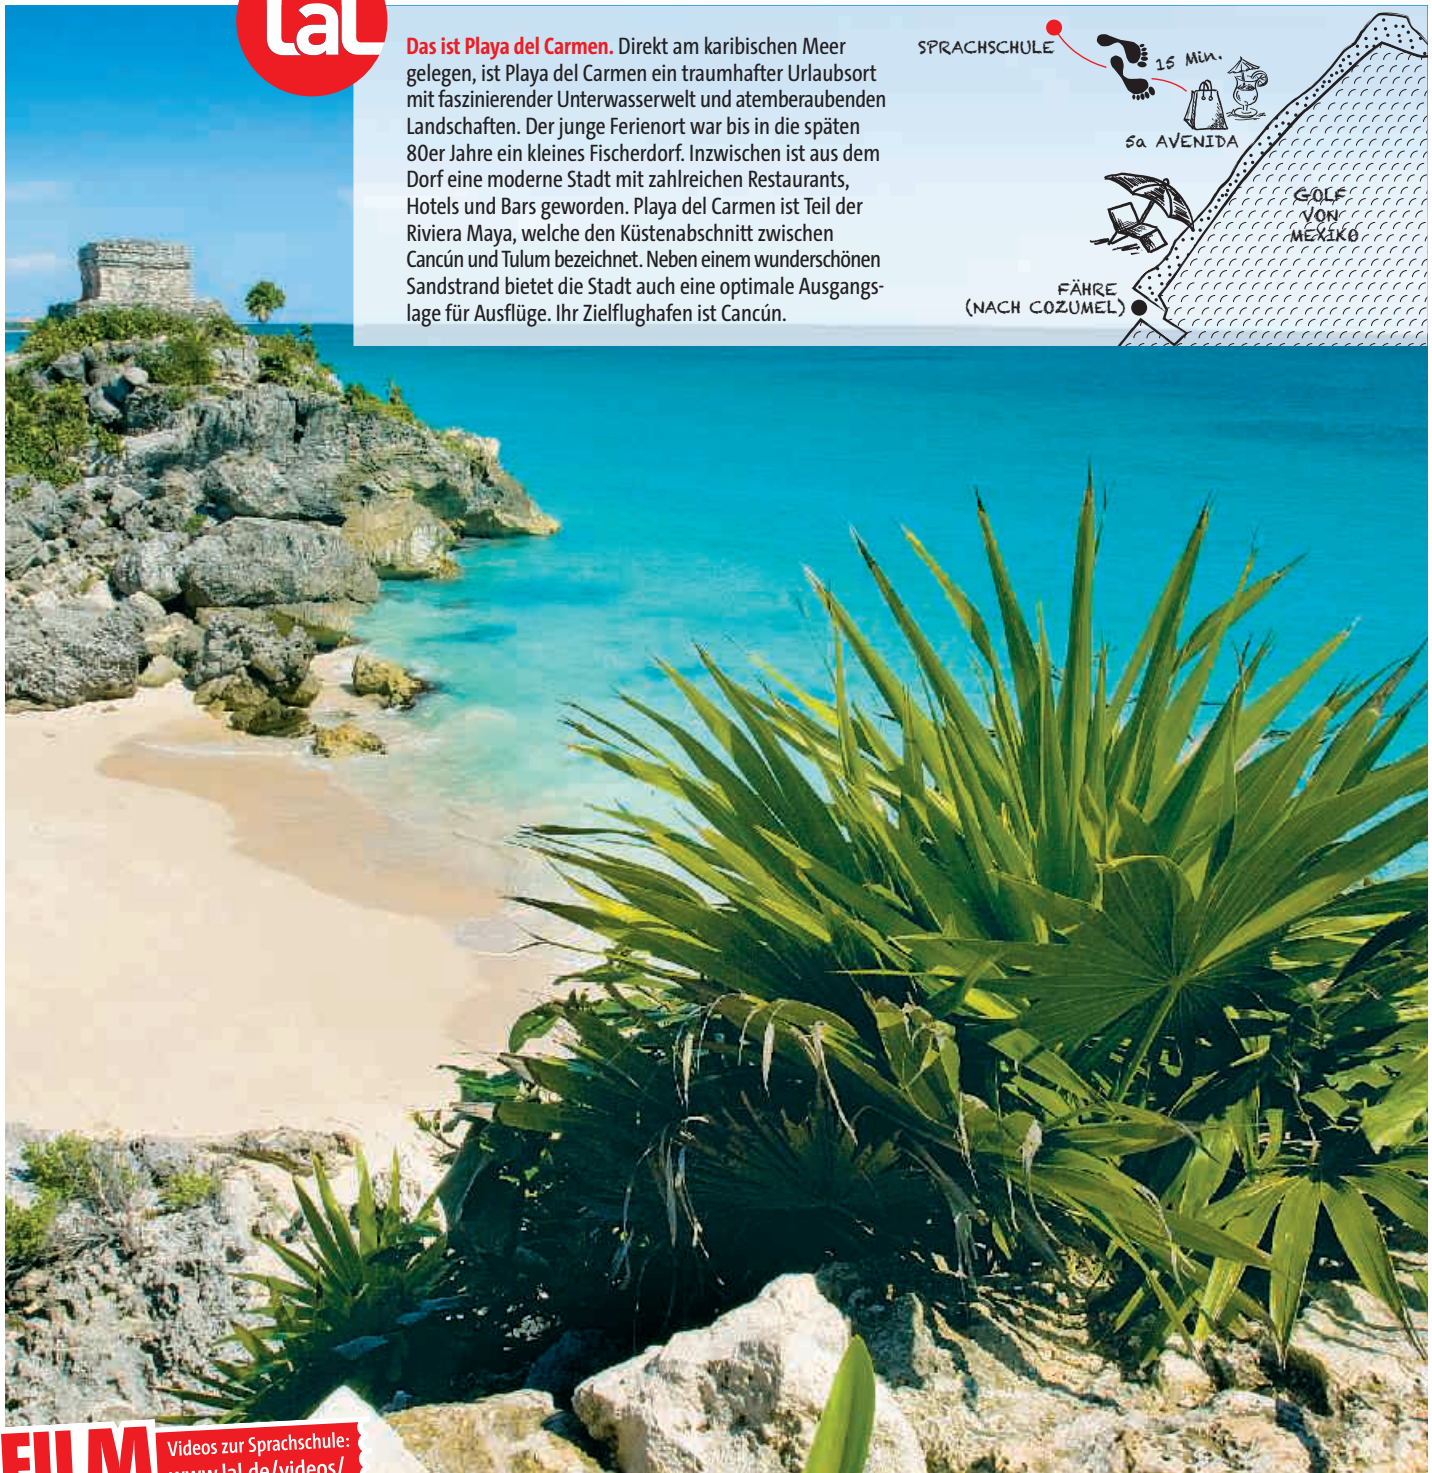 lal
Das ist Playa del Carmen. Direkt am karibischen Meer
gelegen, ist Playa del Carmen ein traumhafter Urlaubsort
mit faszinierender Unterwasserwelt und atemberaubenden
Landschaften. Der junge Ferienort war bis in die späten
80er Jahre ein kleines Fischerdorf. Inzwischen ist aus dem
Dorf eine moderne Stadt mit zahlreichen Restaurants,
Hotels und Bars geworden. Playa del Carmen ist Teil der
Riviera Maya, welche den Küstenabschnitt zwischen
Cancún und Tulum bezeichnet. Neben einem wunderschönen
Sandstrand bietet die Stadt auch eine optimale Ausgangs-
lage für Ausflüge. Ihr Zielflughafen ist Cancún.
SPRACHSCHULE
15 Min.
5a AVENIDA
GOLF
VON
MEXIKO
FÄHRE
(NACH COZUMEL)
FILM
Videos zur Sprachschule:
www.lal.de/videos/